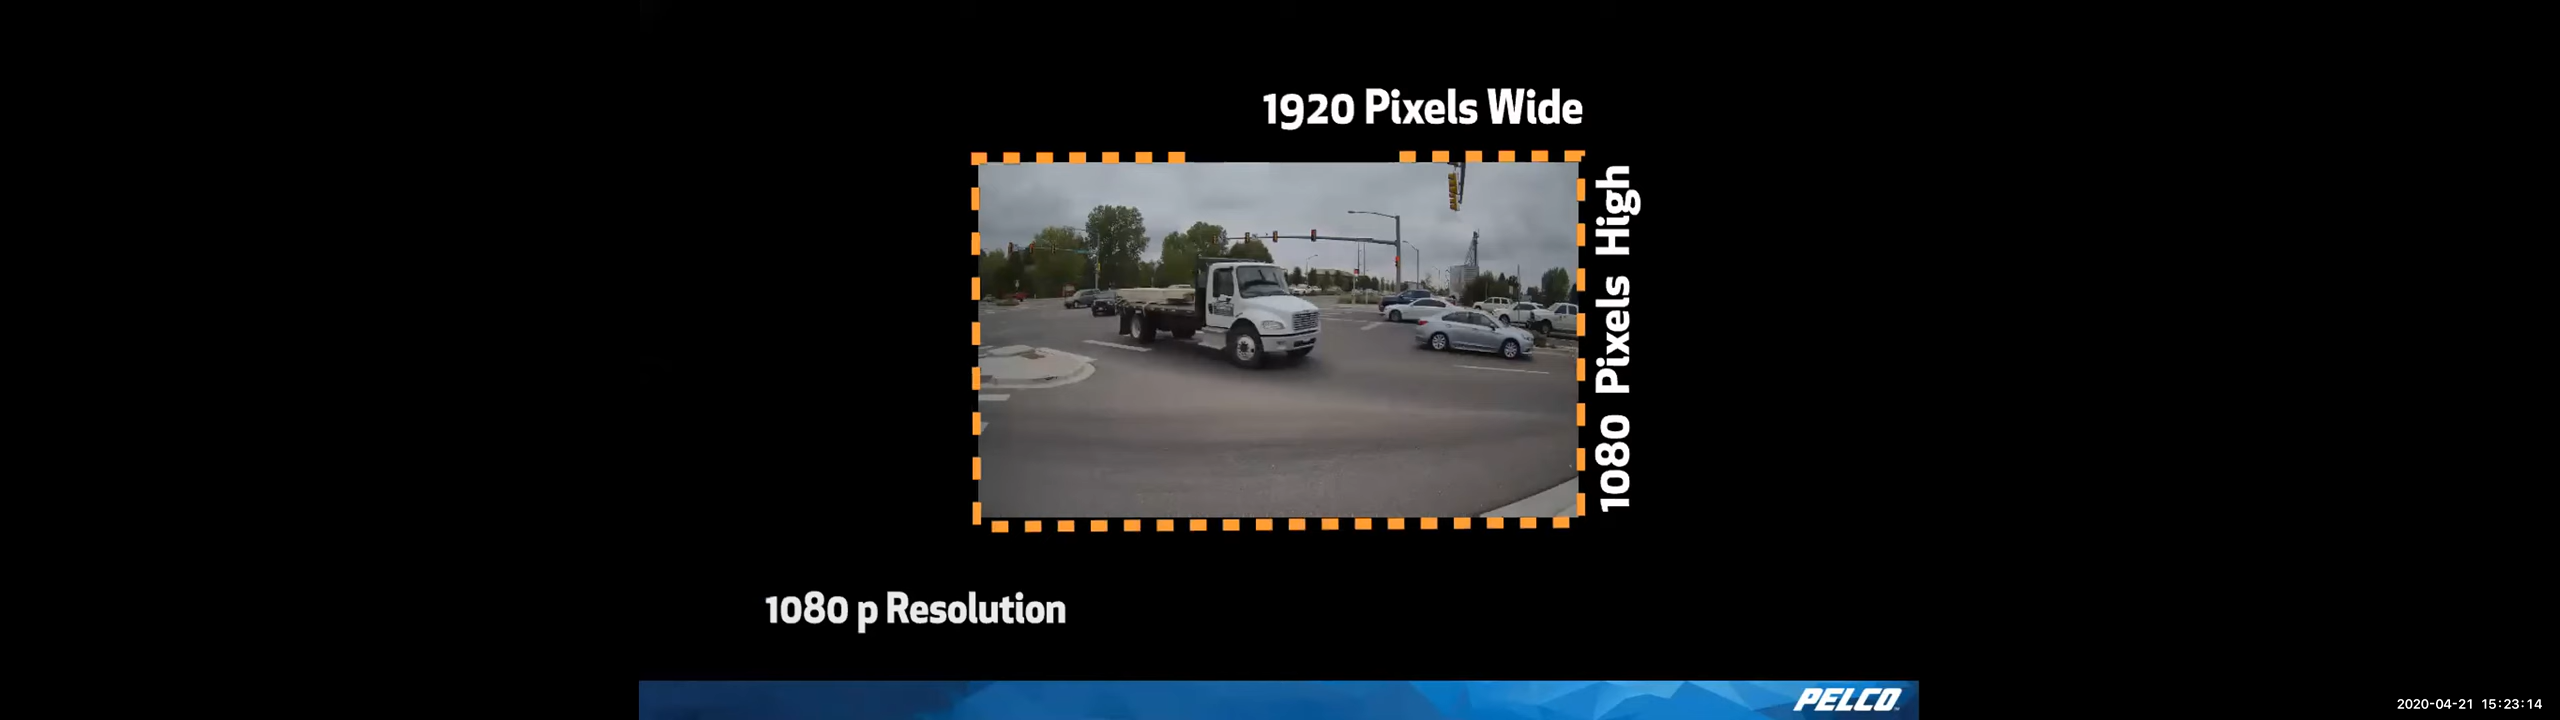 1920 Pixels Wide
1080 Pixels High
1080 p Resolution
PELCO
2020-04-21 15:23:14